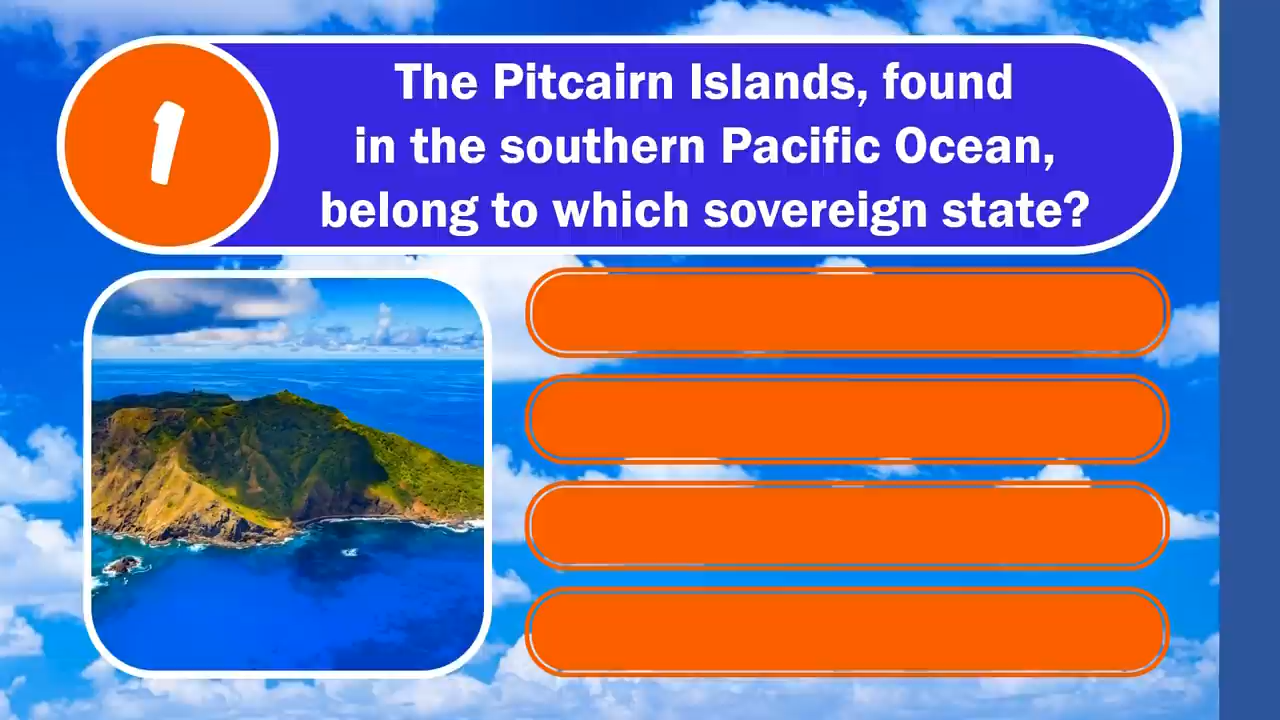 1
The Pitcairn Islands, found
in the southern Pacific Ocean,
belong to which sovereign state?